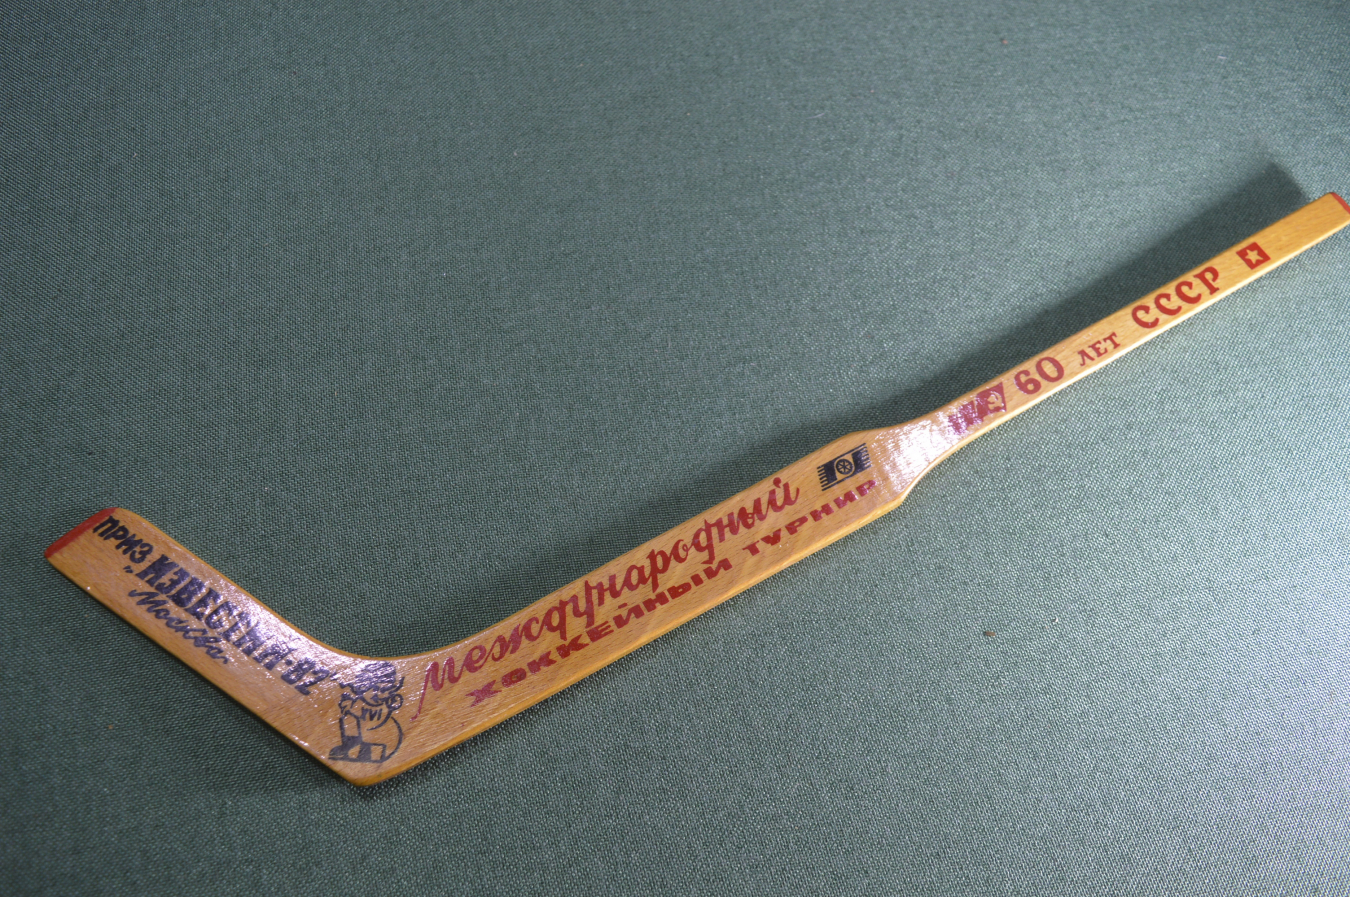 ПРИЗ
„ИЗВЕСТИЙ-82
Москва
Международный
ХОККЕЙНЫЙ ТУРНИР
60 ЛЕТ СССР